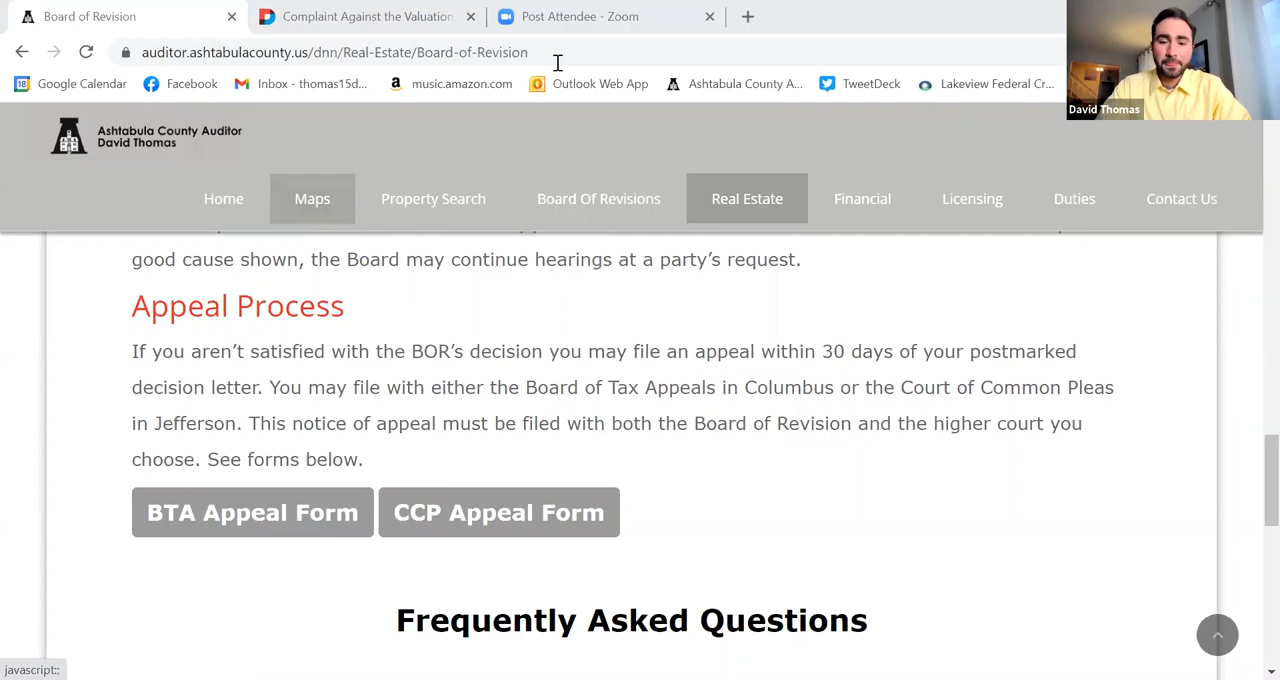 Board of Revision
Complaint Against the Valuation
Post Attendee - Zoom
auditor.ashtabulacounty.us/dnn/Real-Estate/Board-of-Revision
18 Google Calendar
Facebook
Inbox - thomas15d...
music.amazon.com
Outlook Web App
Ashtabula County A...
TweetDeck
Lakeview Federal Cr...
David Thomas
Ashtabula County Auditor
David Thomas
Home
Maps
Property Search
Board Of Revisions
Real Estate
Financial
Licensing
Duties
Contact Us
good cause shown, the Board may continue hearings at a party’s request.
Appeal Process
If you aren’t satisfied with the BOR’s decision you may file an appeal within 30 days of your postmarked
decision letter. You may file with either the Board of Tax Appeals in Columbus or the Court of Common Pleas
in Jefferson. This notice of appeal must be filed with both the Board of Revision and the higher court you
choose. See forms below.
BTA Appeal Form
CCP Appeal Form
Frequently Asked Questions
javascript:;